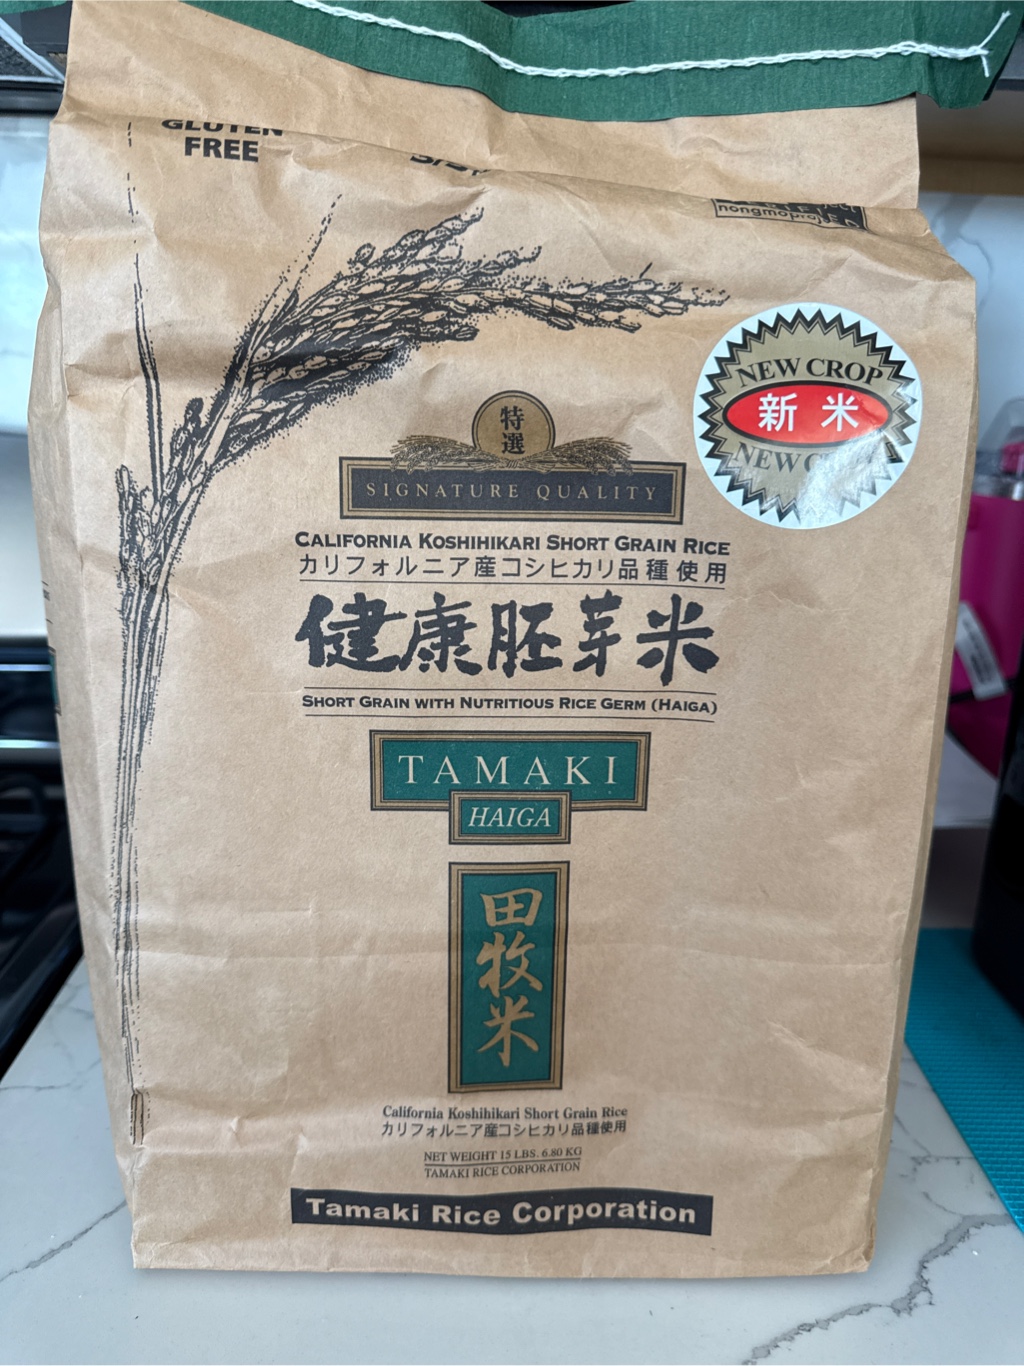 GLUTEN
FREE
nongmoproject
NEW CROP
新米
NEW CROP
特選
SIGNATURE QUALITY
CALIFORNIA KOSHIHIKARI SHORT GRAIN RICE
カリフォルニア産コシヒカリ品種使用
健康胚芽米
SHORT GRAIN WITH NUTRITIOUS RICE GERM (HAIGA)
TAMAKI
HAIGA
田牧米
California Koshihikari Short Grain Rice
カリフォルニア産コシヒカリ品種使用
NET WEIGHT 15 LBS. 6.80 KG
TAMAKI RICE CORPORATION
Tamaki Rice Corporation